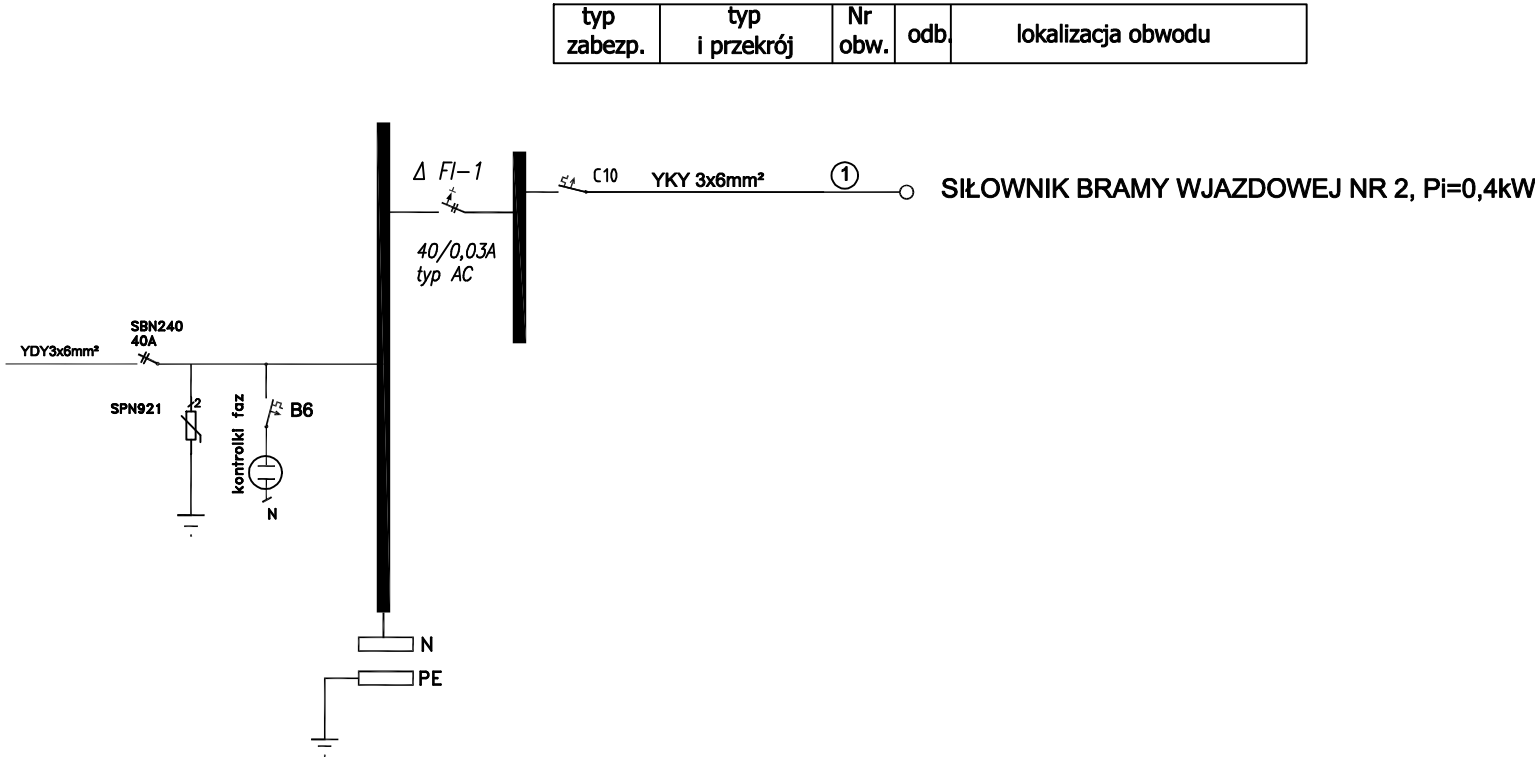 typ zabezp.
typ i przekrój
Nr obw.
odb.
lokalizacja obwodu
Δ FI-1
40/0,03A
typ AC
C10
YKY 3x6mm²
1
SIŁOWNIK BRAMY WJAZDOWEJ NR 2, Pi=0,4kW
SBN240
40A
YDY3x6mm²
SPN921
2
kontrolki faz
B6
N
N
PE